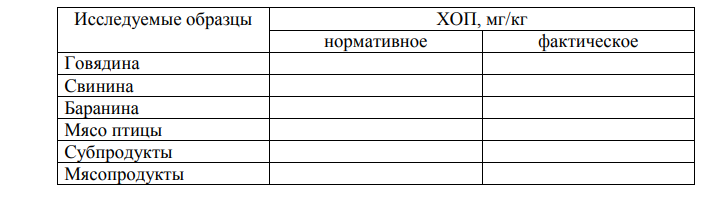 Исследуемые образцы ХОП, мг/кг
нормативное фактическое
Говядина
Свинина
Баранина
Мясо птицы
Субпродукты
Мясопродукты